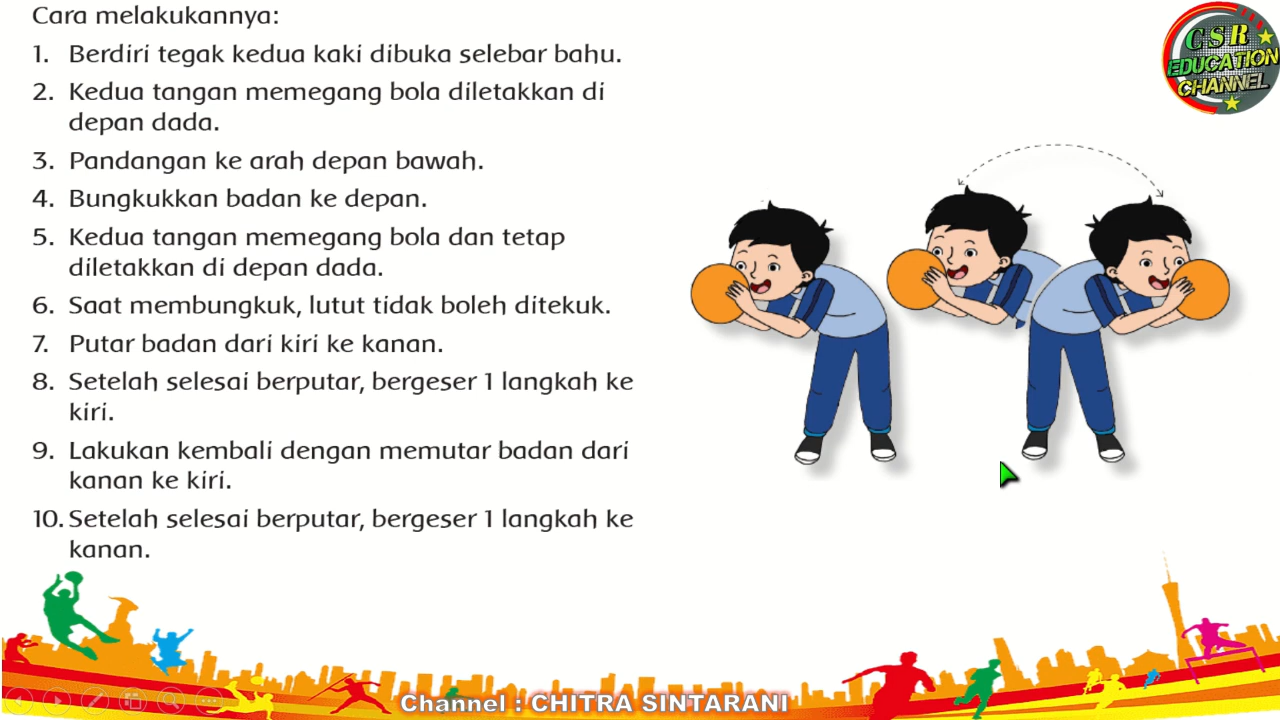 Cara melakukannya:
1. Berdiri tegak kedua kaki dibuka selebar bahu.
2. Kedua tangan memegang bola diletakkan di
depan dada.
3. Pandangan ke arah depan bawah.
4. Bungkukkan badan ke depan.
5. Kedua tangan memegang bola dan tetap
diletakkan di depan dada.
6. Saat membungkuk, lutut tidak boleh ditekuk.
7. Putar badan dari kiri ke kanan.
8. Setelah selesai berputar, bergeser 1 langkah ke
kiri.
9. Lakukan kembali dengan memutar badan dari
kanan ke kiri.
10. Setelah selesai berputar, bergeser 1 langkah ke
kanan.
CSR
EDUCATION
CHANNEL
Channel : CHITRA SINTARANI